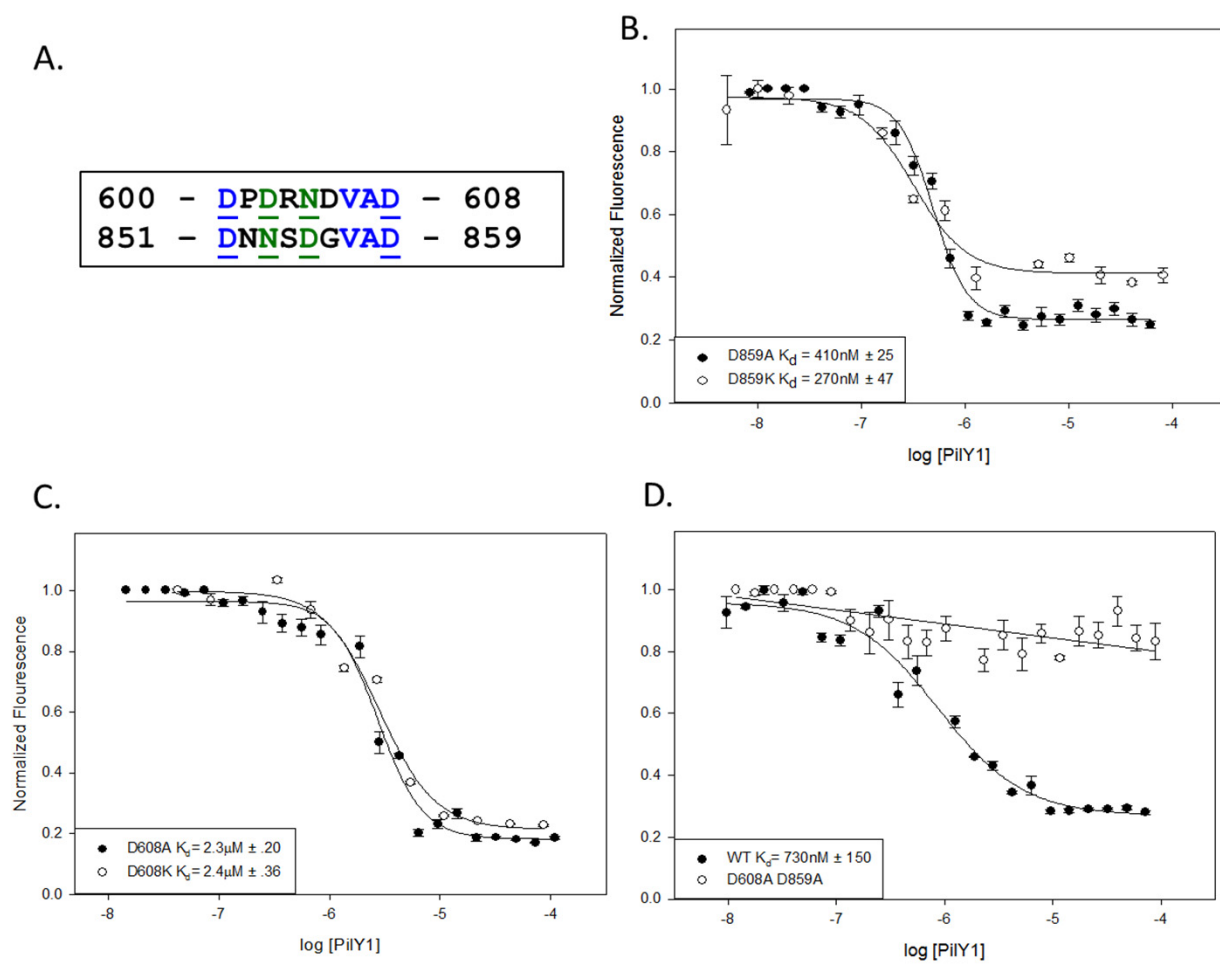 A.
600 - DPDRNDVAD - 608
851 - DNNSDGVAD - 859
B.
Normalized Fluorescence
1.0
0.8
0.6
0.4
0.2
0.0
D859A Kd = 410nM ± 25
D859K Kd = 270nM ± 47
-8 -7 -6 -5 -4
log [PilY1]
C.
Normalized Flourescence
1.0
0.8
0.6
0.4
0.2
0.0
D608A Kd= 2.3µM ± .20
D608K Kd= 2.4µM ± .36
-8 -7 -6 -5 -4
log [PilY1]
D.
Normalized Fluorescence
1.0
0.8
0.6
0.4
0.2
0.0
WT Kd= 730nM ± 150
D608A D859A
-8 -7 -6 -5 -4
log [PilY1]